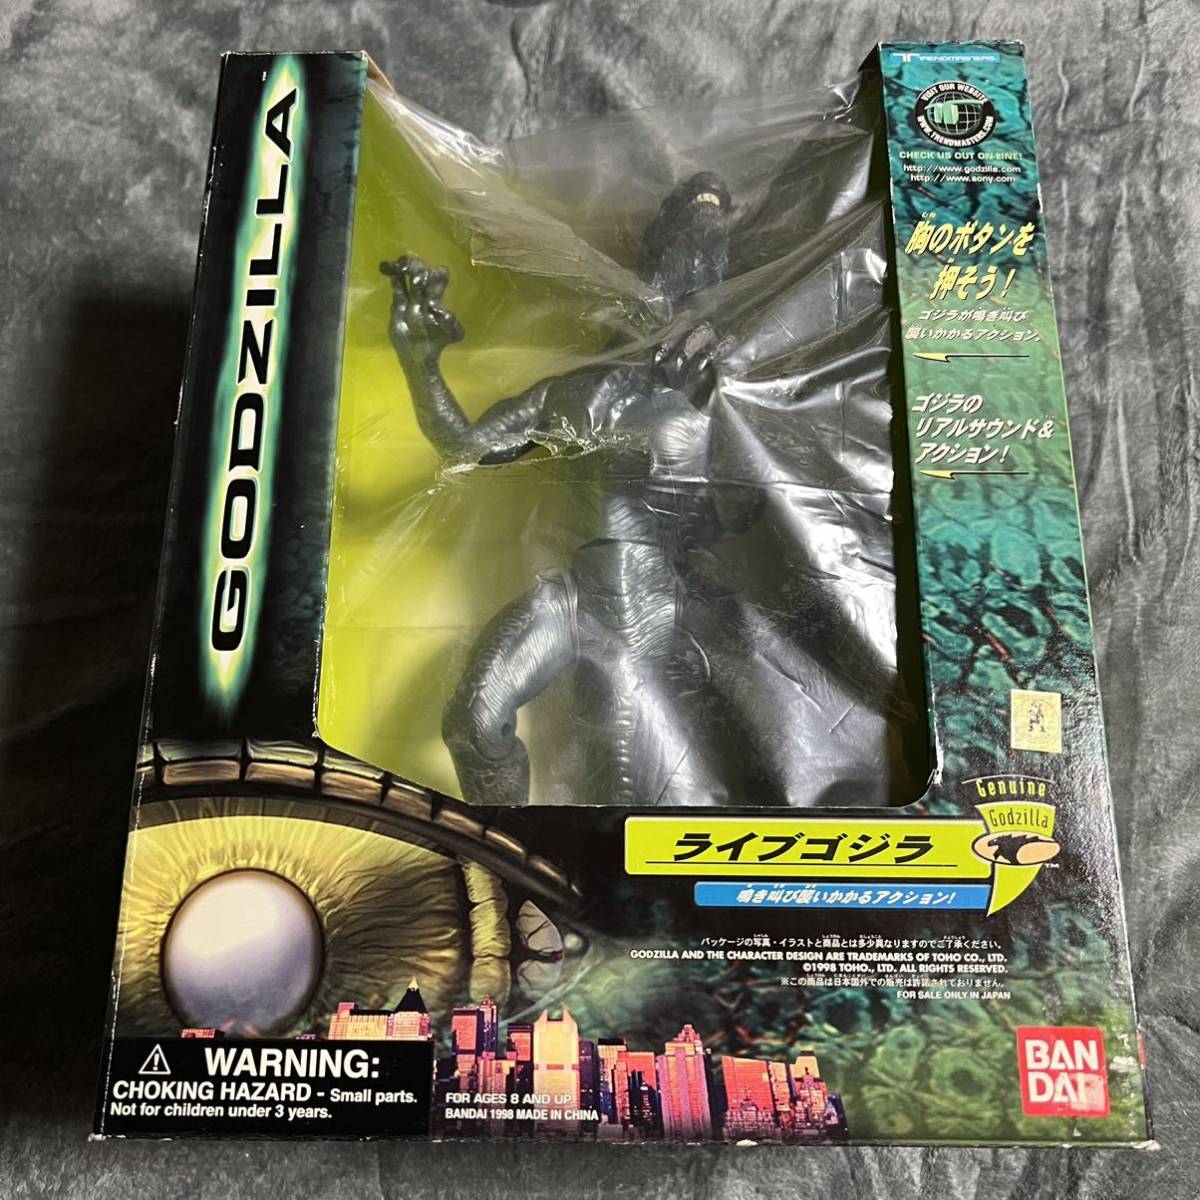 GODZILLA
™
TRENDMASTERS
VISIT OUR WEBSITE
WWW.TRENDMASTERS.COM
CHECK US OUT ON-LINE!
http://www.godzilla.com
http://www.sony.com
胸のボタンを
押そう!
ゴジラが鳴き叫び
襲いかかるアクション。
ゴジラの
リアルサウンド&
アクション!
Genuine
Godzilla
™
ライブゴジラ
鳴き叫び襲いかかるアクション!
パッケージの写真・イラストと商品とは多少異なりますのでご了承ください。
GODZILLA AND THE CHARACTER DESIGN ARE TRADEMARKS OF TOHO CO., LTD.
©1998 TOHO., LTD. ALL RIGHTS RESERVED.
※この商品は日本国外での販売は許諾されておりません。
FOR SALE ONLY IN JAPAN
WARNING:
CHOKING HAZARD - Small parts.
Not for children under 3 years.
FOR AGES 8 AND UP
BANDAI 1998 MADE IN CHINA
BAN
DAI